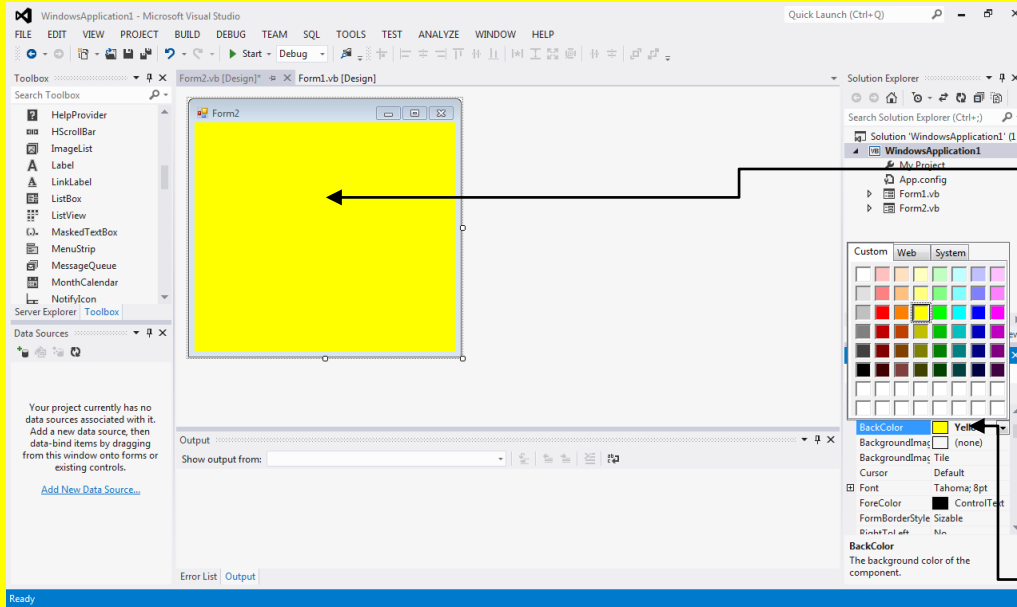 WindowsApplication1 - Microsoft Visual Studio
Quick Launch (Ctrl+Q)
FILE EDIT VIEW PROJECT BUILD DEBUG TEAM SQL TOOLS TEST ANALYZE WINDOW HELP
Start Debug
Toolbox
Search Toolbox
HelpProvider
HScrollBar
ImageList
Label
LinkLabel
ListBox
ListView
MaskedTextBox
MenuStrip
MessageQueue
MonthCalendar
NotifyIcon
Server Explorer Toolbox
Data Sources
Your project currently has no
data sources associated with it.
Add a new data source, then
data-bind items by dragging
from this window onto forms or
existing controls.
Add New Data Source...
Form2.vb [Design]* Form1.vb [Design]
Form2
Output
Show output from:
Error List Output
Solution Explorer
Search Solution Explorer (Ctrl+;)
Solution 'WindowsApplication1' (1
WindowsApplication1
My Project
App.config
Form1.vb
Form2.vb
Custom Web System
BackColor
BackgroundImag (none)
BackgroundImag Tile
Cursor Default
Font Tahoma; 8pt
ForeColor ControlText
FormBorderStyle Sizable
RightToLeft No
BackColor
The background color of the
component.
Ready